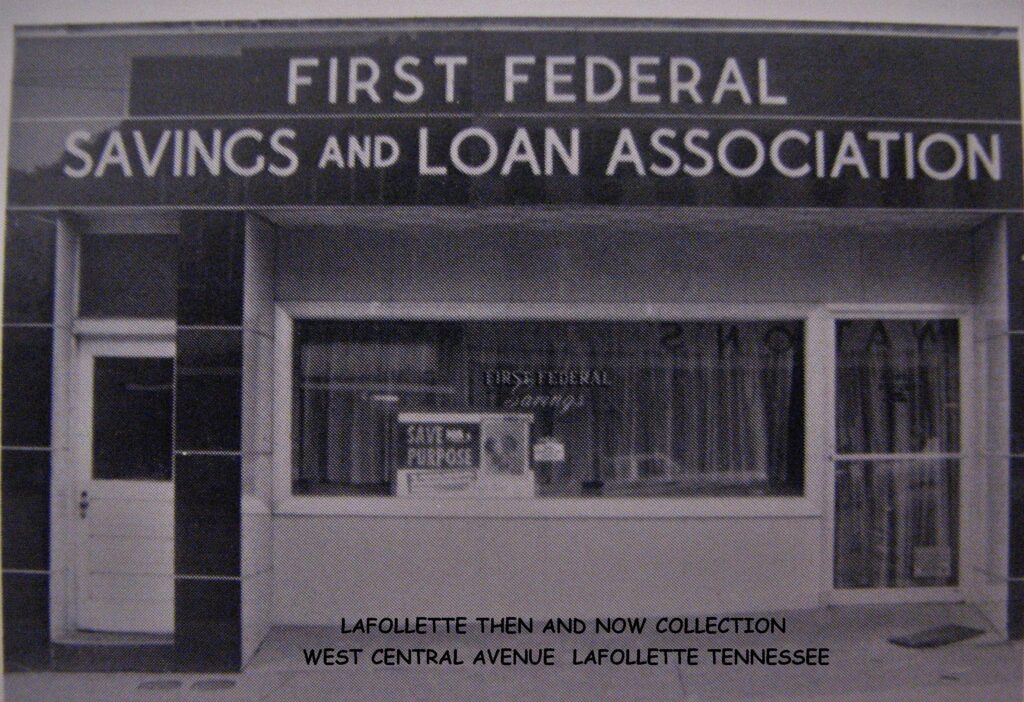 FIRST FEDERAL
SAVINGS AND LOAN ASSOCIATION
FIRST FEDERAL
Savings
SAVE FOR A
PURPOSE
LAFOLLETTE THEN AND NOW COLLECTION
WEST CENTRAL AVENUE LAFOLLETTE TENNESSEE